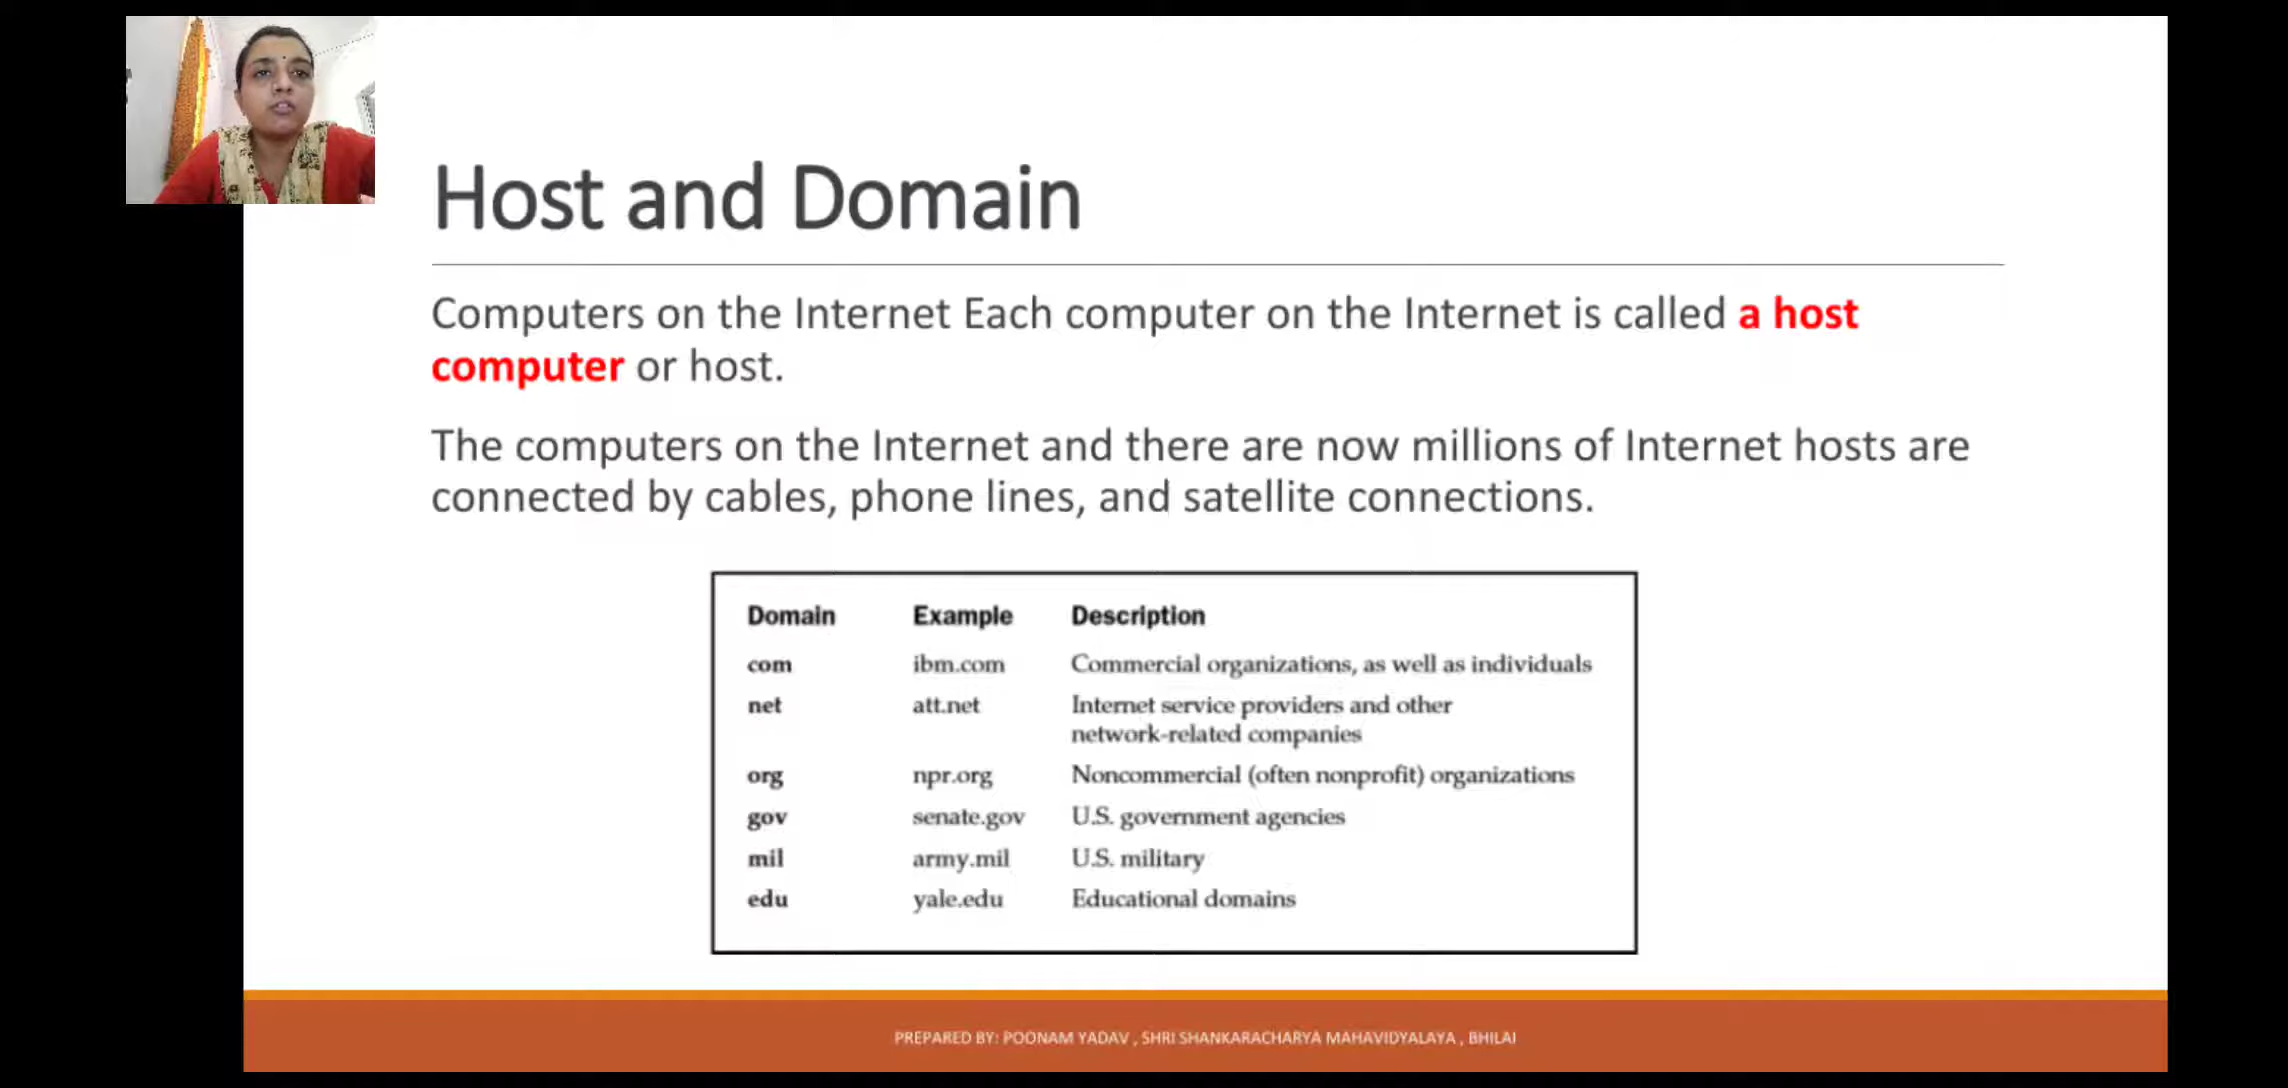 Host and Domain
Computers on the Internet Each computer on the Internet is called a host
computer or host.
The computers on the Internet and there are now millions of Internet hosts are
connected by cables, phone lines, and satellite connections.
Domain Example Description
com ibm.com Commercial organizations, as well as individuals
net att.net Internet service providers and other
network-related companies
org npr.org Noncommercial (often nonprofit) organizations
gov senate.gov U.S. government agencies
mil army.mil U.S. military
edu yale.edu Educational domains
PREPARED BY: POONAM YADAV , SHRI SHANKARACHARYA MAHAVIDYALAYA , BHILAI